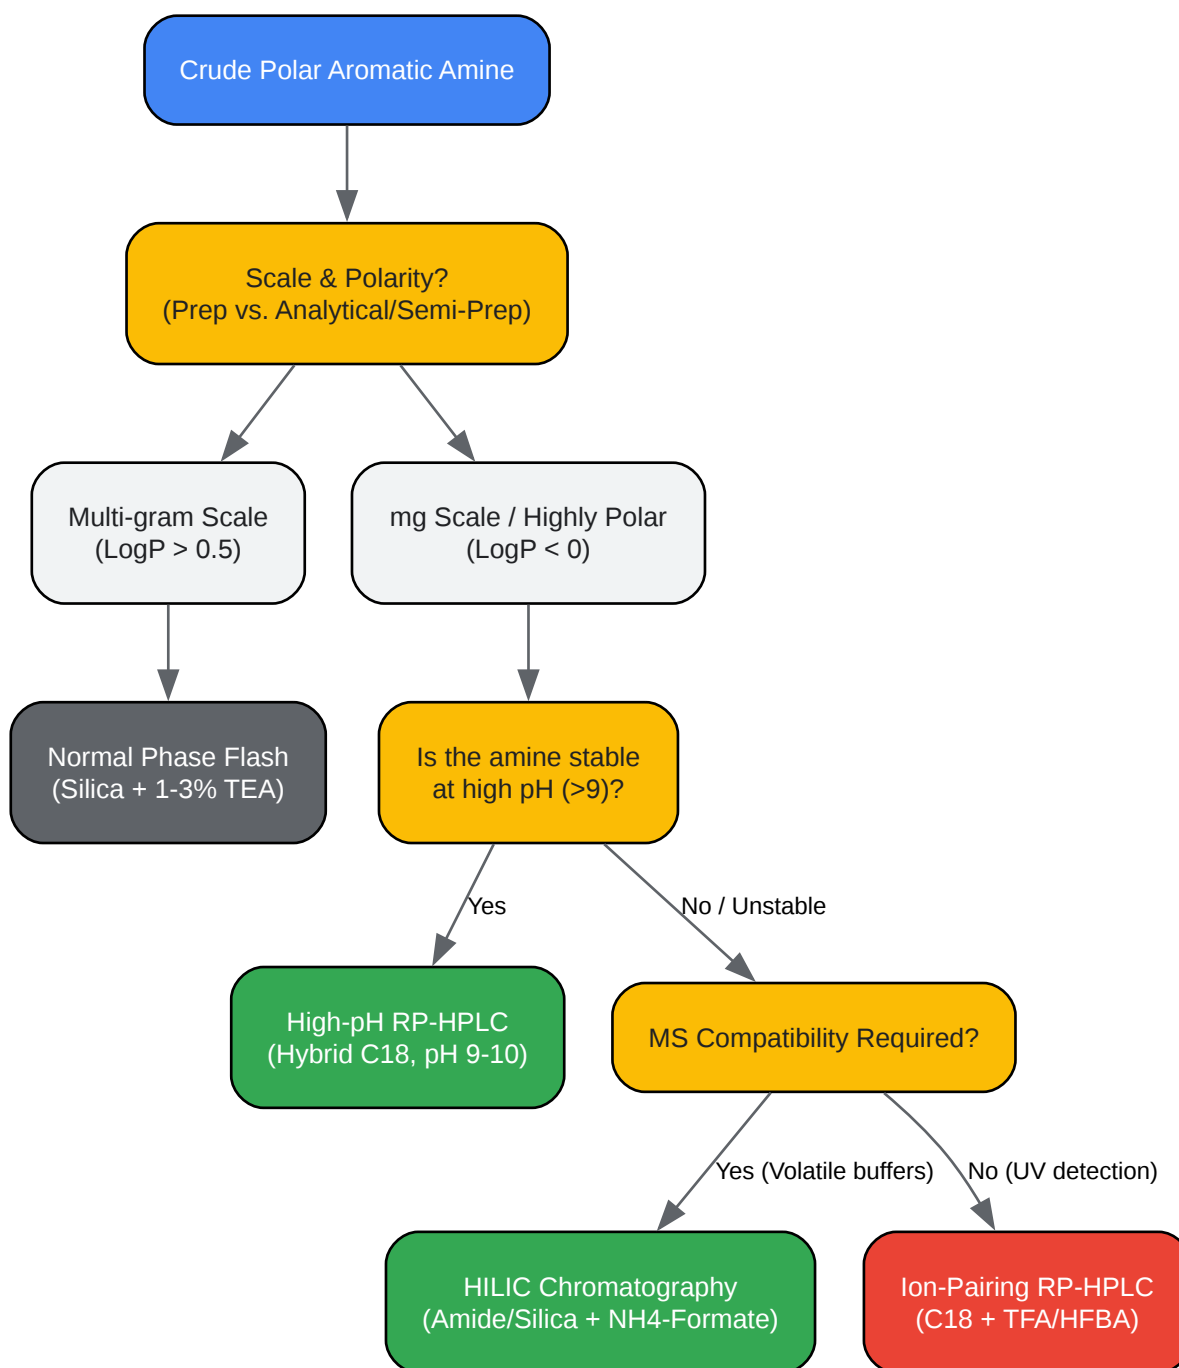 Crude Polar Aromatic Amine
Scale & Polarity?
(Prep vs. Analytical/Semi-Prep)
Multi-gram Scale
(LogP > 0.5)
mg Scale / Highly Polar
(LogP < 0)
Normal Phase Flash
(Silica + 1-3% TEA)
Is the amine stable
at high pH (>9)?
Yes
No / Unstable
High-pH RP-HPLC
(Hybrid C18, pH 9-10)
MS Compatibility Required?
Yes (Volatile buffers)
No (UV detection)
HILIC Chromatography
(Amide/Silica + NH4-Formate)
Ion-Pairing RP-HPLC
(C18 + TFA/HFBA)